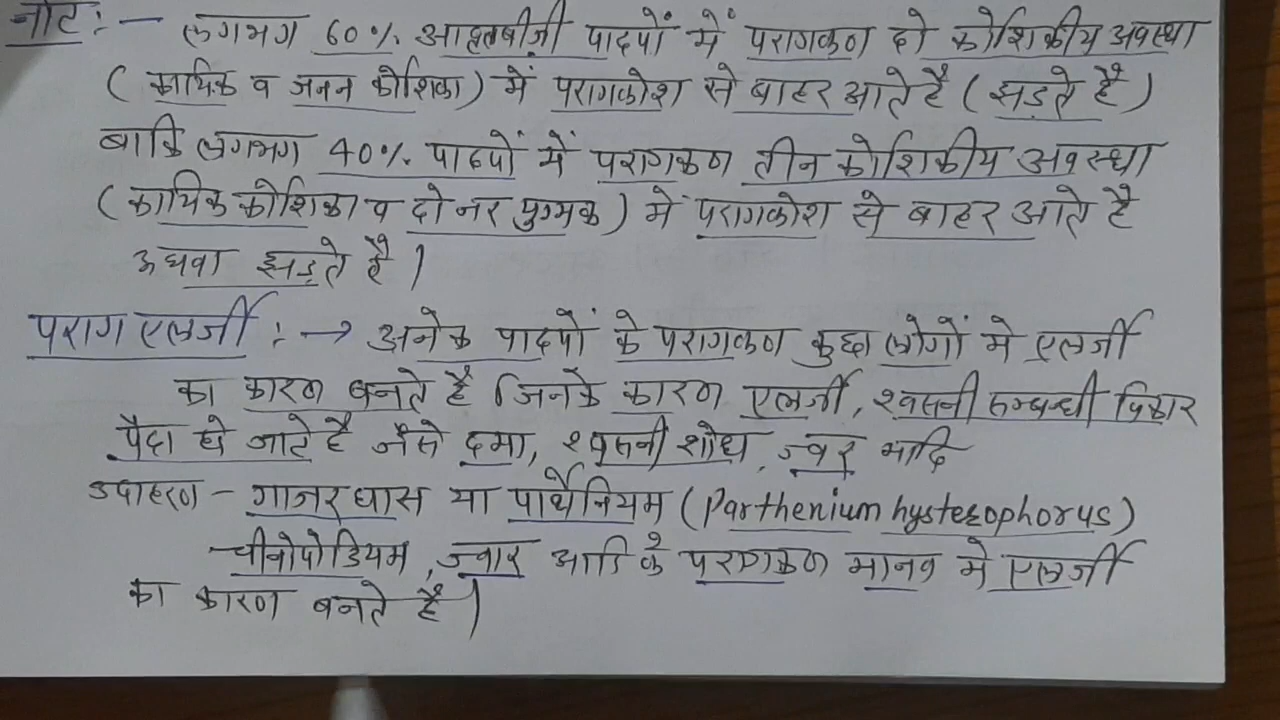 नोट :- लगभग 60% आवृतबीजी पादपों में परागकण दो कोशिकीय अवस्था
(कायिक व जनन कोशिका) में परागकोश से बाहर आते है (झड़ते है)
बाकि लगभग 40% पादपों में परागकण तीन कोशिकीय अवस्था
(कायिक कोशिका व दो नर युग्मक) में परागकोश से बाहर आते है
अथवा झड़ते है।
पराग एलर्जी :→ अनेक पादपों के परागकण कुछ लोगों मे एलर्जी
का कारण बनते है जिनके कारण एलर्जी, श्वसनी सम्बन्धी विकार
पैदा हो जाते है जैसे दमा, श्वसनी शोथ, ज्वर आदि
उदाहरण - गाजर घास या पार्थेनियम (Parthenium hysterophorus)
चीनोपोडियम, ज्वार आदि के परागकण मानव मे एलर्जी
का कारण बनते है।